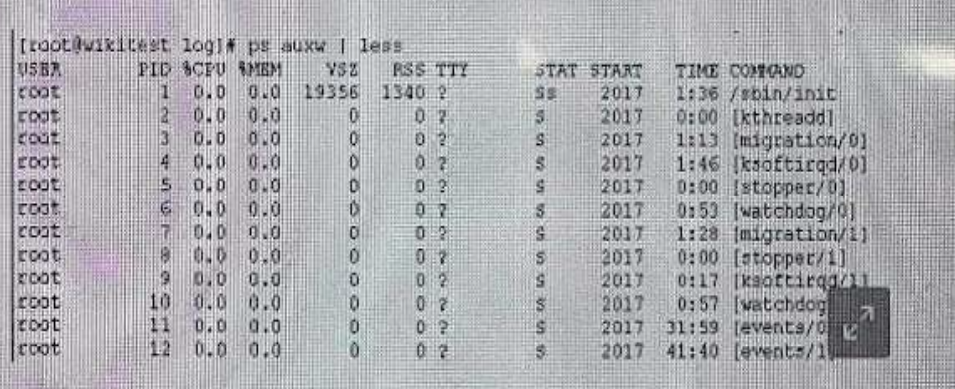 [root@wikitest log]# ps auxw | less
USER PID %CPU %MEM VSZ RSS TTY STAT START TIME COMMAND
root 1 0.0 0.0 19356 1340 ? Ss 2017 1:36 /sbin/init
root 2 0.0 0.0 0 0 ? S 2017 0:00 [kthreadd]
root 3 0.0 0.0 0 0 ? S 2017 1:13 [migration/0]
root 4 0.0 0.0 0 0 ? S 2017 1:46 [ksoftirqd/0]
root 5 0.0 0.0 0 0 ? S 2017 0:00 [stopper/0]
root 6 0.0 0.0 0 0 ? S 2017 0:53 [watchdog/0]
root 7 0.0 0.0 0 0 ? S 2017 1:28 [migration/1]
root 8 0.0 0.0 0 0 ? S 2017 0:00 [stopper/1]
root 9 0.0 0.0 0 0 ? S 2017 0:17 [ksoftirqd/1]
root 10 0.0 0.0 0 0 ? S 2017 0:57 [watchdog
root 11 0.0 0.0 0 0 ? S 2017 31:59 [events/0
root 12 0.0 0.0 0 0 ? S 2017 41:40 [events/1